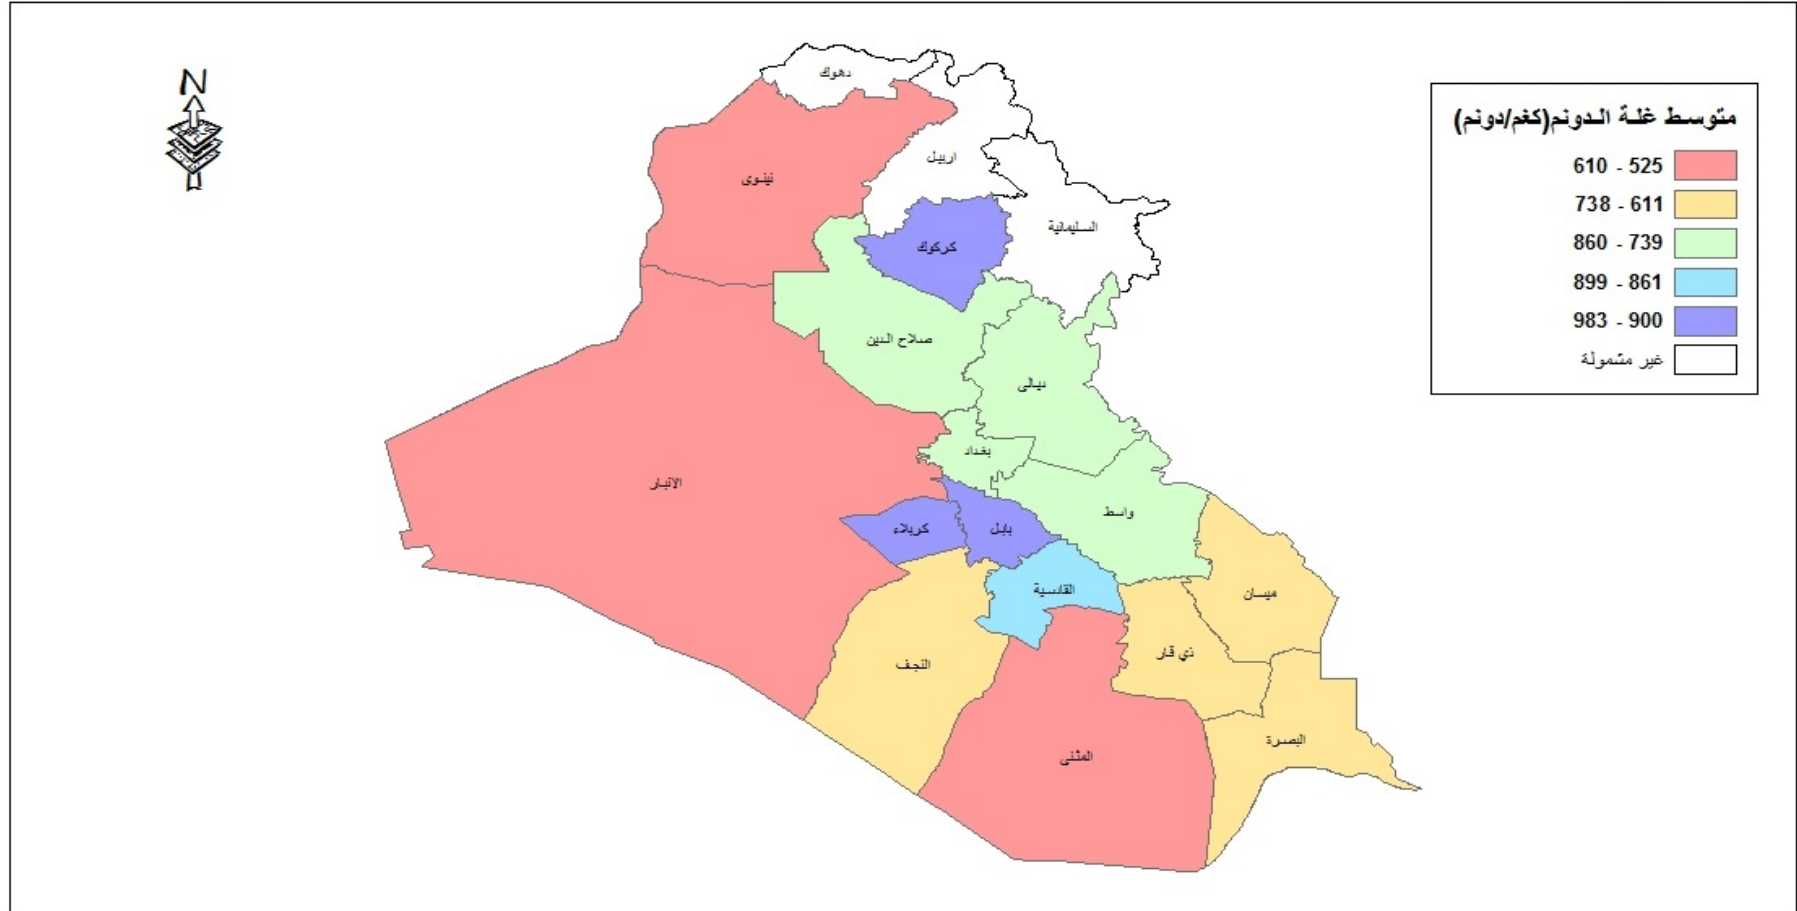 N
متوسط غلة الدونم(كغم/دونم)
610 - 525
738 - 611
860 - 739
899 - 861
983 - 900
غير مشمولة
دهوك
اربيل
نينوى
السليمانية
كركوك
صلاح الدين
ديالى
بغداد
الانبار
واسط
كربلاء
بابل
القادسية
ميسان
ذي قار
النجف
البصرة
المثنى